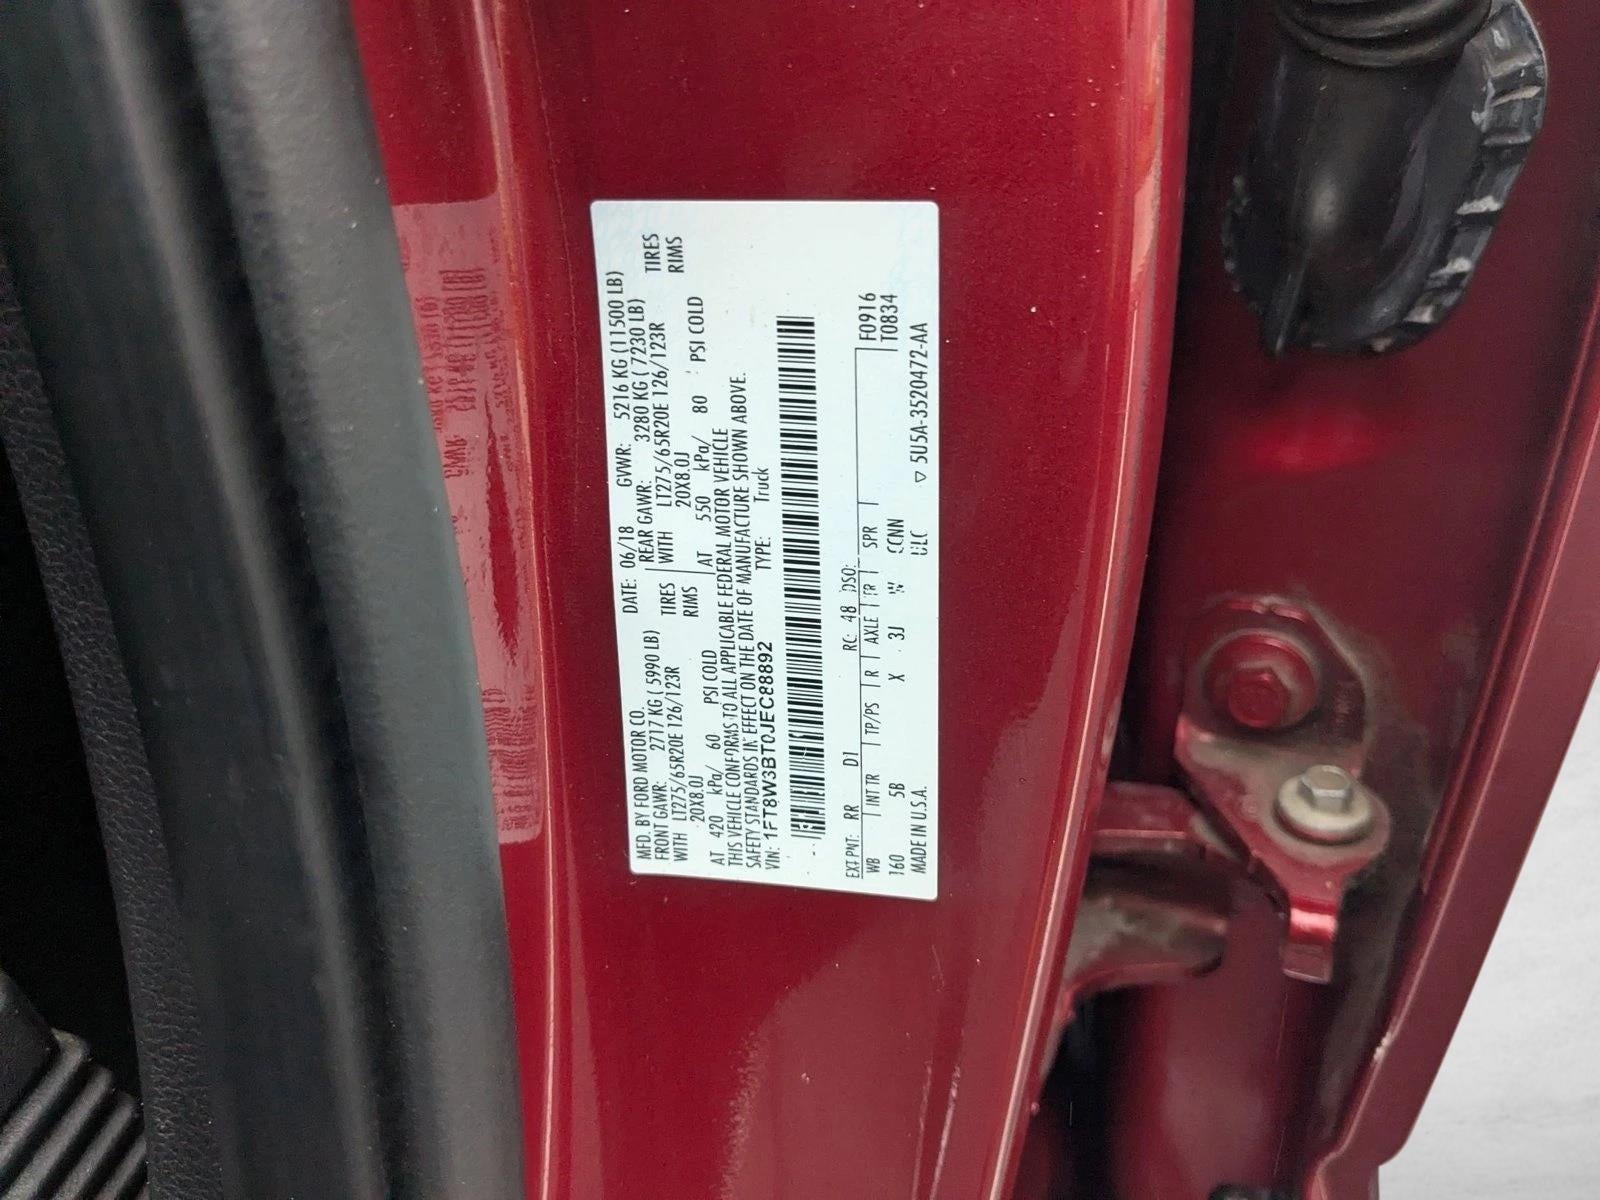 MFD. BY FORD MOTOR CO.
DATE: 06/18 GVWR: 5216 KG (11500 LB)
FRONT GAWR: 2717 KG ( 5990 LB) REAR GAWR: 3280 KG ( 7230 LB)
WITH LT275/65R20E 126/123R TIRES WITH LT275/65R20E 126/123R TIRES
20X8.0J RIMS 20X8.0J RIMS
AT 420 kPa/ 60 PSI COLD AT 550 kPa/ 80 PSI COLD
THIS VEHICLE CONFORMS TO ALL APPLICABLE FEDERAL MOTOR VEHICLE
SAFETY STANDARDS IN EFFECT ON THE DATE OF MANUFACTURE SHOWN ABOVE.
VIN: 1FT8W3BT0JEC88892 TYPE: Truck
EXT PNT: RR D1 RC: 48 DSO: F0916
WB INT TR TP/PS R AXLE TR SPR T0834
160 5B X 3J W
MADE IN U.S.A. ▽ 5U5A-3520472-AA